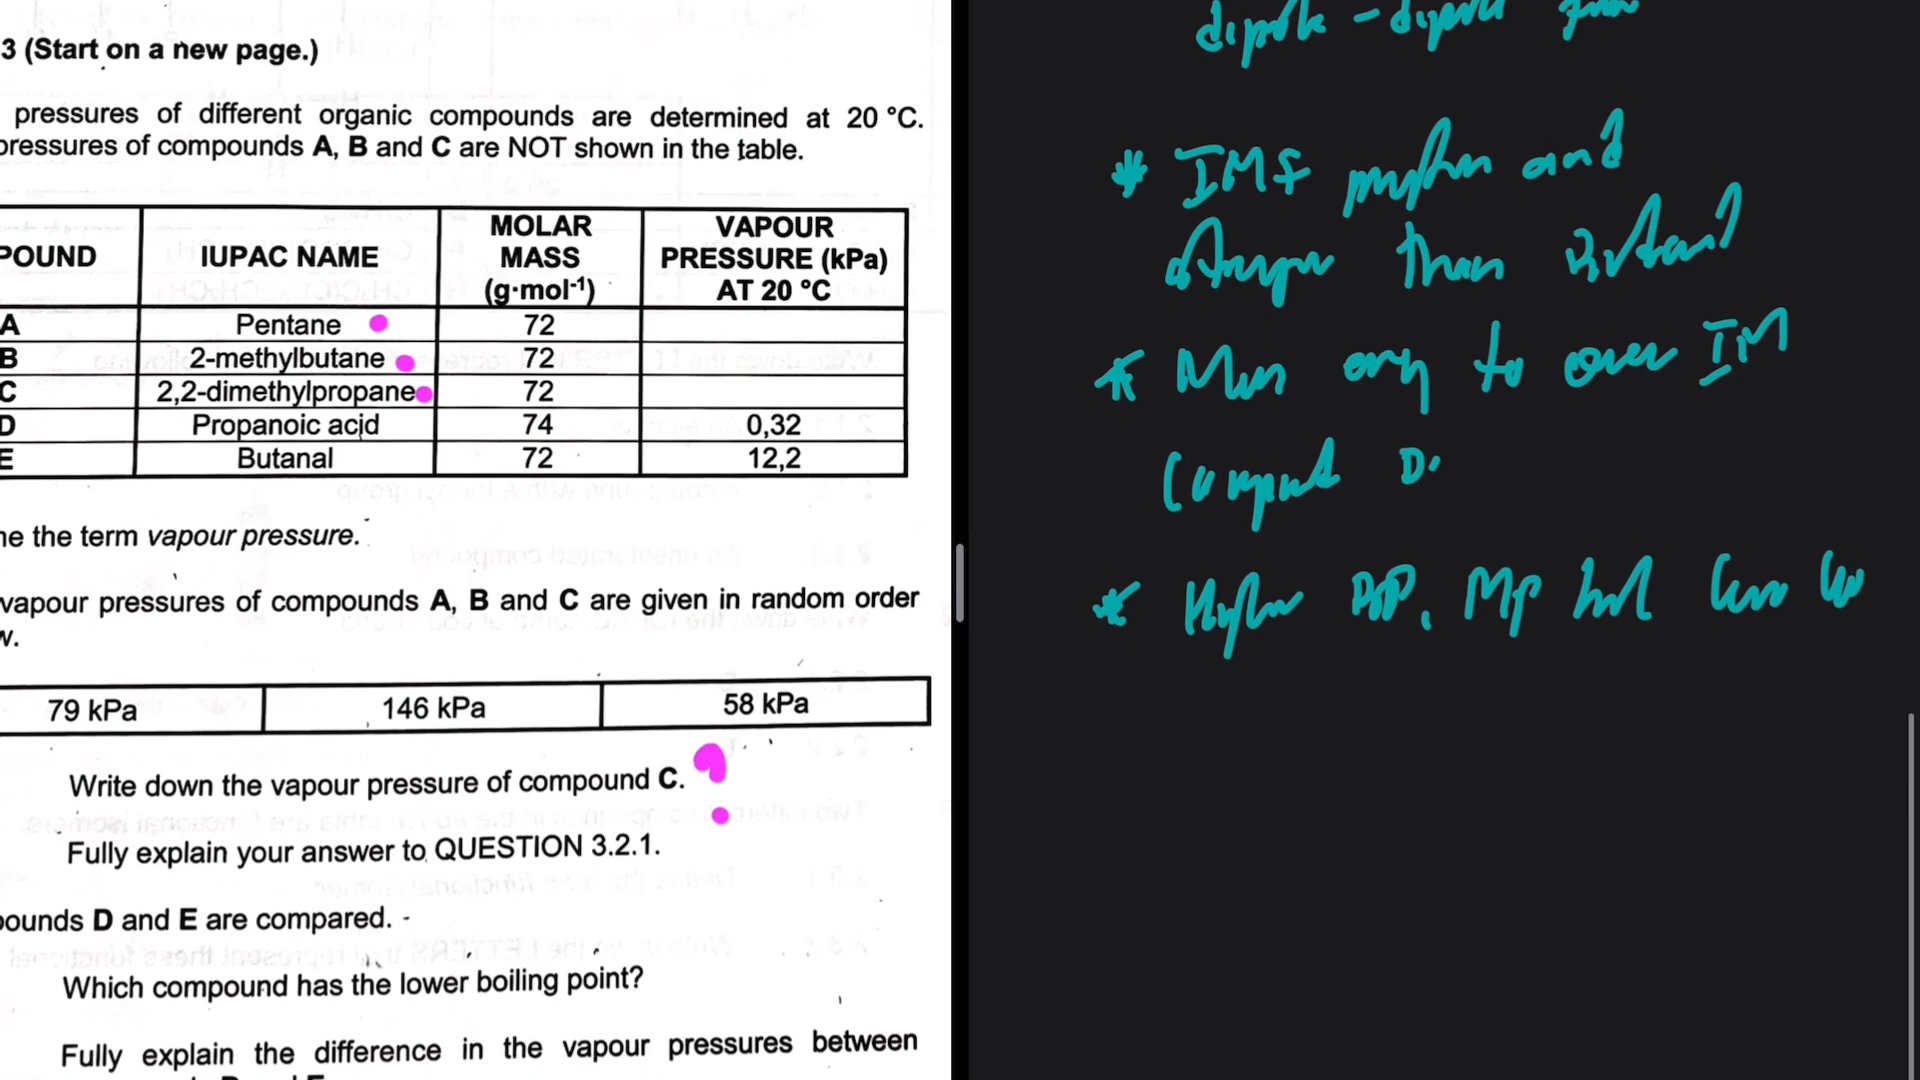 3 (Start on a new page.)
pressures of different organic compounds are determined at 20 °C.
pressures of compounds A, B and C are NOT shown in the table.
POUND IUPAC NAME MOLAR MASS (g·mol-1) VAPOUR PRESSURE (kPa) AT 20 °C
A Pentane 72
B 2-methylbutane 72
C 2,2-dimethylpropane 72
D Propanoic acid 74 0,32
E Butanal 72 12,2
ne the term vapour pressure.
vapour pressures of compounds A, B and C are given in random order
w.
79 kPa 146 kPa 58 kPa
Write down the vapour pressure of compound C.
Fully explain your answer to QUESTION 3.2.1.
pounds D and E are compared.
Which compound has the lower boiling point?
Fully explain the difference in the vapour pressures between
dipole - dipole
* IMF and
than
* to over IM
D.
* Higher BP, MP